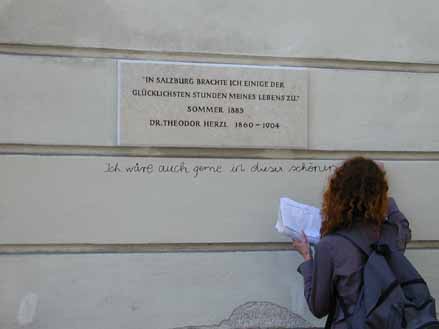 "IN SALZBURG BRACHTE ICH EINIGE DER
GLÜCKLICHSTEN STUNDEN MEINES LEBENS ZU."
SOMMER 1885
DR. THEODOR HERZL 1860–1904
Ich wäre auch gerne in dieser schönen